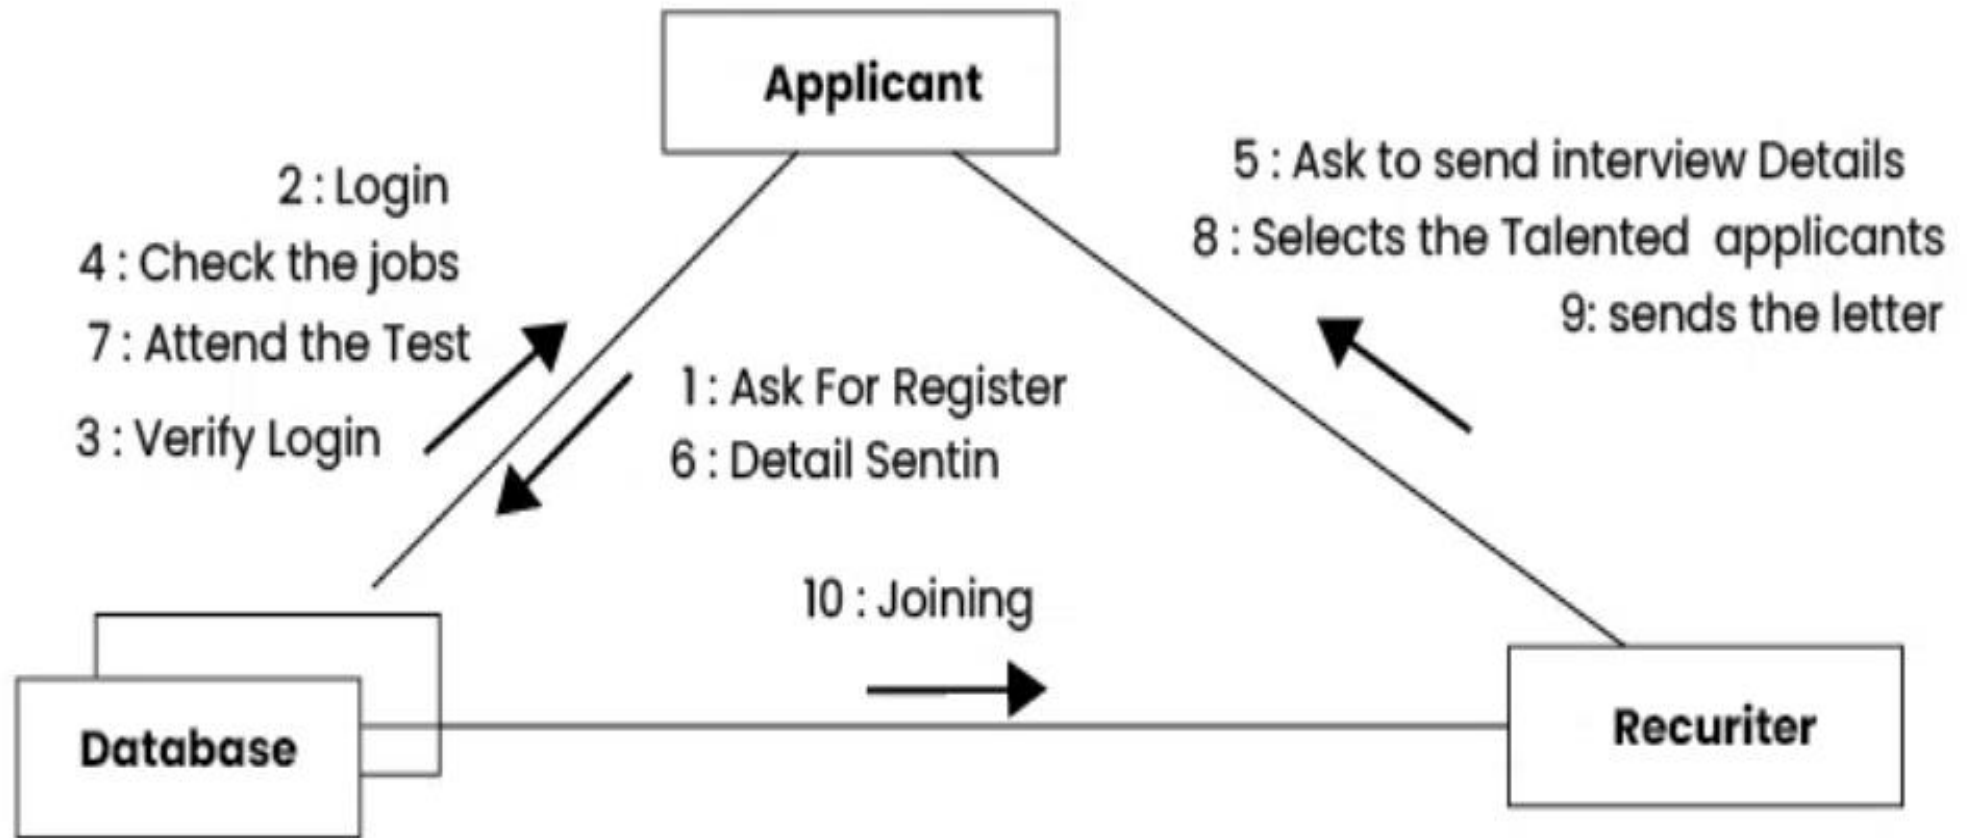 Applicant
2 : Login
4 : Check the jobs
7 : Attend the Test
3 : Verify Login
5 : Ask to send interview Details
8 : Selects the Talented applicants
9: sends the letter
1 : Ask For Register
6 : Detail Sentin
10 : Joining
Database
Recuriter